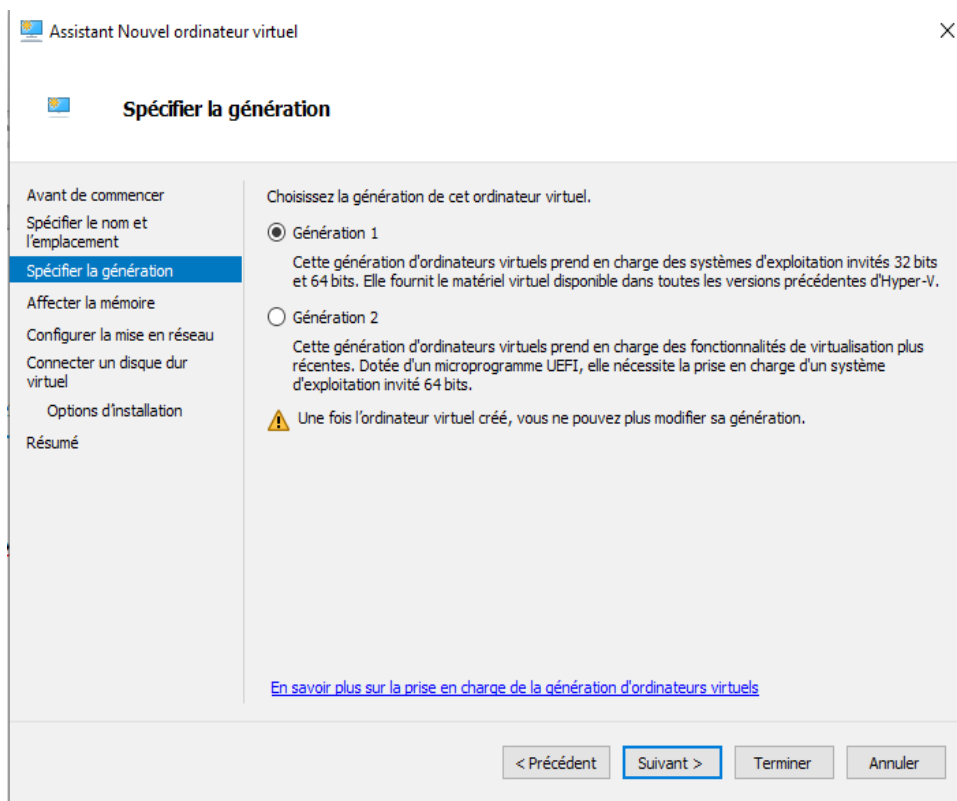 Assistant Nouvel ordinateur virtuel
Spécifier la génération
Avant de commencer
Spécifier le nom et
l'emplacement
Spécifier la génération
Affecter la mémoire
Configurer la mise en réseau
Connecter un disque dur
virtuel
Options d'installation
Résumé
Choisissez la génération de cet ordinateur virtuel.
Génération 1
Cette génération d'ordinateurs virtuels prend en charge des systèmes d'exploitation invités 32 bits
et 64 bits. Elle fournit le matériel virtuel disponible dans toutes les versions précédentes d'Hyper-V.
Génération 2
Cette génération d'ordinateurs virtuels prend en charge des fonctionnalités de virtualisation plus
récentes. Dotée d'un microprogramme UEFI, elle nécessite la prise en charge d'un système
d'exploitation invité 64 bits.
Une fois l'ordinateur virtuel créé, vous ne pouvez plus modifier sa génération.
En savoir plus sur la prise en charge de la génération d'ordinateurs virtuels
< Précédent
Suivant >
Terminer
Annuler